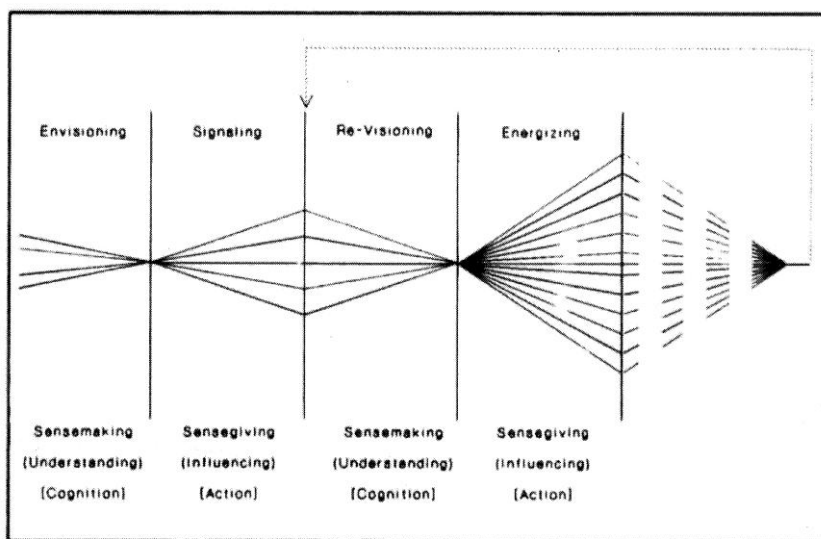 Envisioning Signaling Re-Visioning Energizing
Sensemaking Sensegiving Sensemaking Sensegiving
(Understanding) (Influencing) (Understanding) (Influencing)
[Cognition] [Action] [Cognition] [Action]